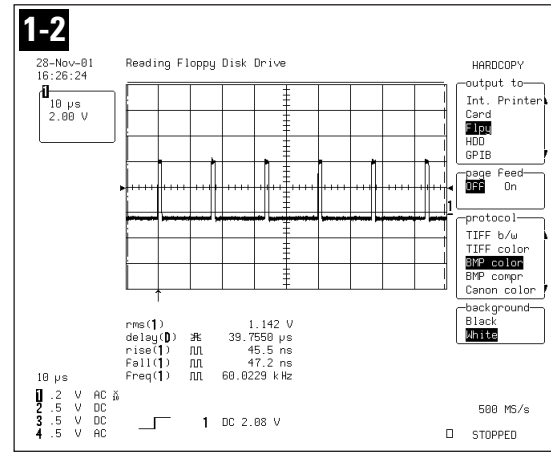 1-2
28-Nov-01
16:26:24
Reading Floppy Disk Drive
1
10 µs
2.00 V
1
HARDCOPY
output to
Int. Printer
Card
Flpy
HDD
GPIB
page Feed
Off On
protocol
TIFF b/w
TIFF color
BMP color
BMP compr
Canon color
background
Black
White
rms(1) 1.142 V
delay(D) 39.7550 µs
rise(1) 45.5 ns
Fall(1) 47.2 ns
Freq(1) 60.0229 kHz
10 µs
1 .2 V AC
2 .5 V DC
3 .5 V DC
4 .5 V AC
1 DC 2.08 V
500 MS/s
STOPPED